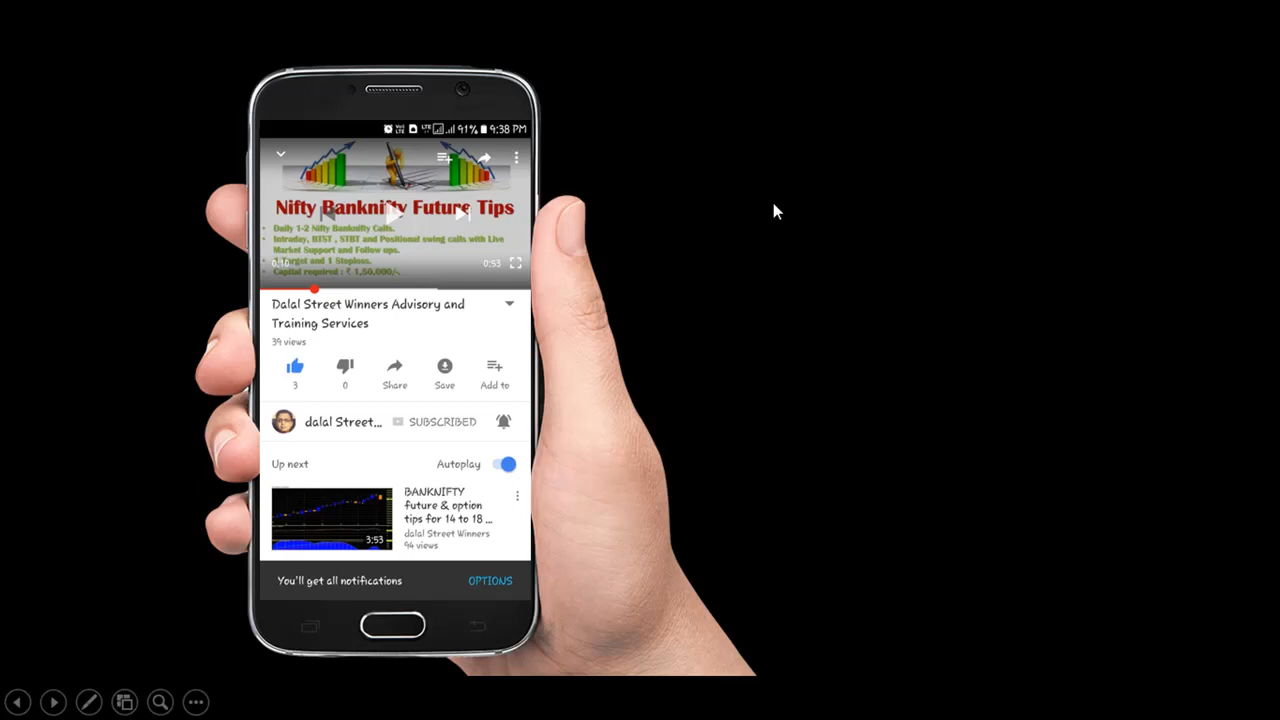 LTE 91% 9:38 PM
Nifty Banknifty Future Tips
• Daily 1-2 Nifty Banknifty Calls.
• Intraday, BTST , STBT and Positional swing calls with Live
Market Support and Follow ups.
Target and 1 Stoploss.
• Capital required : ₹ 1,50,000/-
0:10 0:53
Dalal Street Winners Advisory and
Training Services
39 views
3 0 Share Save Add to
dalal Street... SUBSCRIBED
Up next Autoplay
BANKNIFTY
future & option
tips for 14 to 18 ...
dalal Street Winners
94 views
3:53
You'll get all notifications OPTIONS